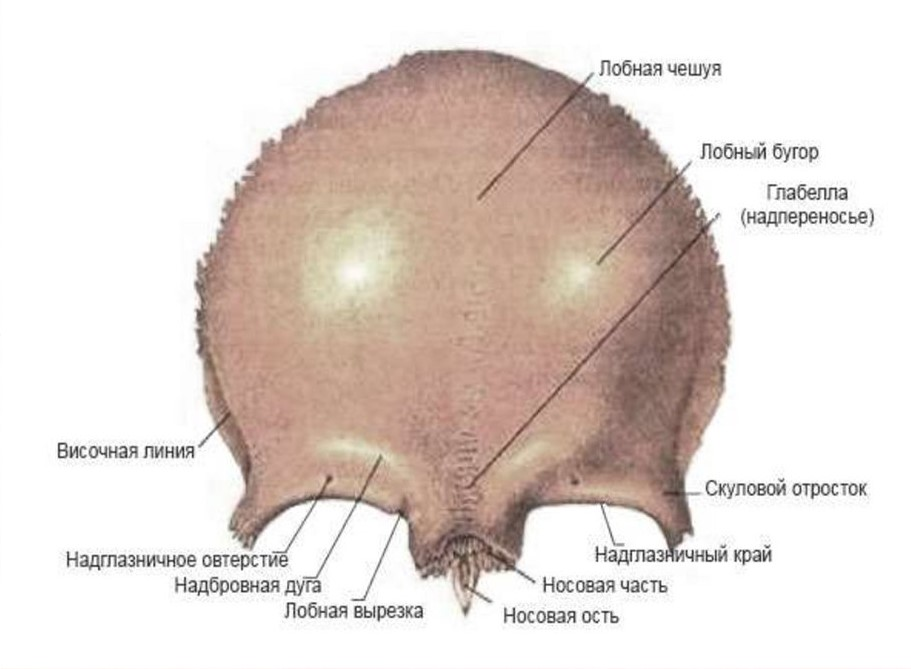 Лобная чешуя
Лобный бугор
Глабелла
(надпереносье)
Височная линия
Скуловой отросток
Надглазничное овтерстие
Надглазничный край
Надбровная дуга
Носовая часть
Лобная вырезка
Носовая ость